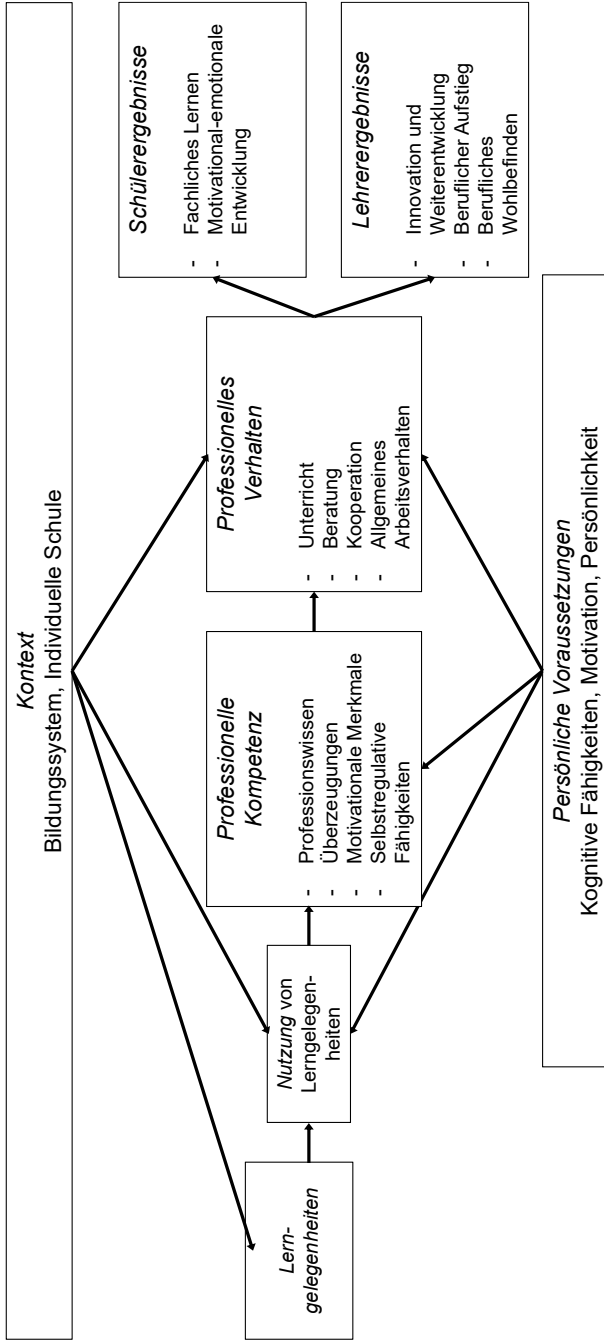 Kontext
Bildungssystem, Individuelle Schule
Lern-
gelegenheiten
Nutzung von
Lerngelegen-
heiten
Professionelle
Kompetenz
- Professionswissen
- Überzeugungen
- Motivationale Merkmale
- Selbstregulative
Fähigkeiten
Professionelles
Verhalten
- Unterricht
- Beratung
- Kooperation
- Allgemeines
Arbeitsverhalten
Schülerergebnisse
- Fachliches Lernen
- Motivational-emotionale
Entwicklung
Lehrerergebnisse
- Innovation und
Weiterentwicklung
- Beruflicher Aufstieg
- Berufliches
Wohlbefinden
Persönliche Voraussetzungen
Kognitive Fähigkeiten, Motivation, Persönlichkeit